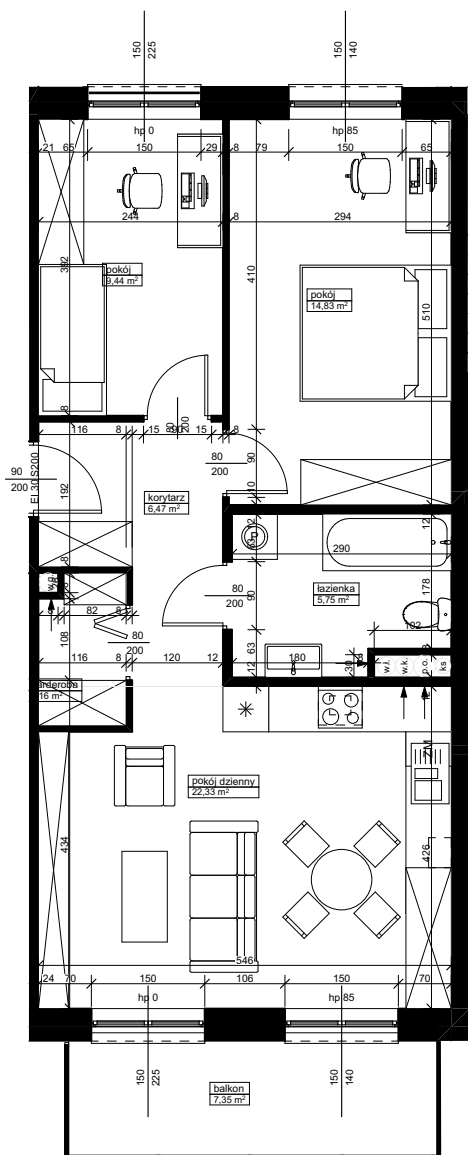 150
225
150
140
hp 0
hp 85
21 65 150 29 8 79 150 65
244 8 294
392
410
510
pokój
9,44 m²
pokój
14,83 m²
8
116 8 15 90 15 8
80
200
90
200
EI 30 S200
192
80
200
90
10
korytarz
6,47 m²
12
63
290
12
8
w.g.
łazienka
5,75 m²
90
178
80
200
82 8
102
108
80
200
116 8 120 12
63
12
180
30
w.j.
w.k.
p.o.
ks
arderoba
16 m²
ZM
pokój dzienny
22,33 m²
434
426
546
24 70 150 106 150 70
hp 0
hp 85
150
225
150
140
balkon
7,35 m²